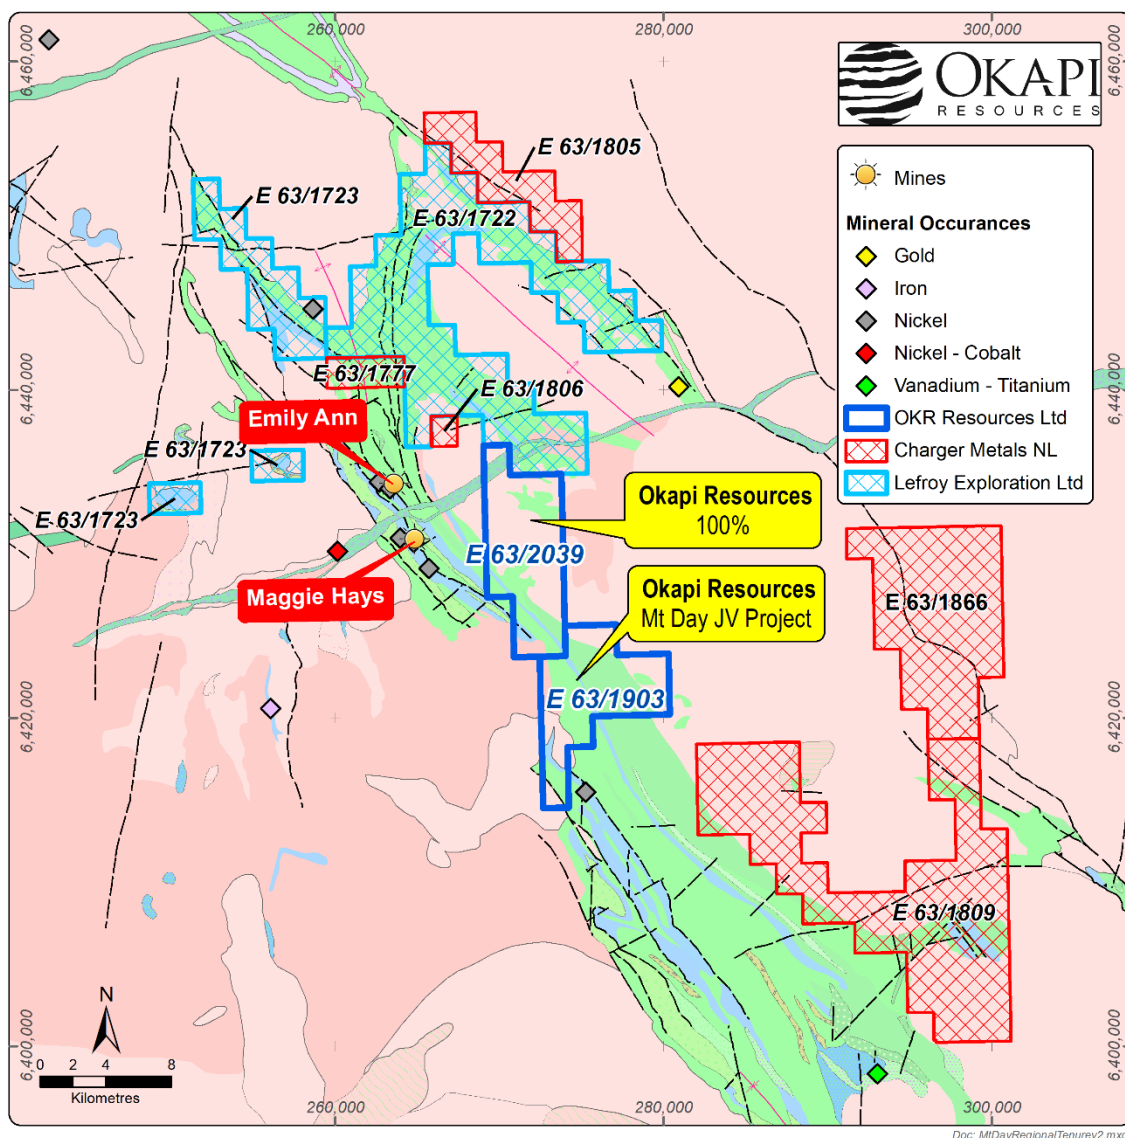 260,000
280,000
300,000
6,460,000
6,460,000
OKAPI
RESOURCES
E 63/1805
E 63/1723
E 63/1722
Mines
Mineral Occurances
Gold
Iron
Nickel
Nickel - Cobalt
Vanadium - Titanium
OKR Resources Ltd
Charger Metals NL
Lefroy Exploration Ltd
6,440,000
6,440,000
E 63/1777
E 63/1806
Emily Ann
E 63/1723
E 63/1723
Okapi Resources
100%
E 63/2039
Maggie Hays
Okapi Resources
Mt Day JV Project
E 63/1866
E 63/1903
6,420,000
6,420,000
E 63/1809
N
0 2 4 8
Kilometres
6,400,000
6,400,000
260,000
280,000
300,000
Doc: MtDayRegionalTenurev2.mxd